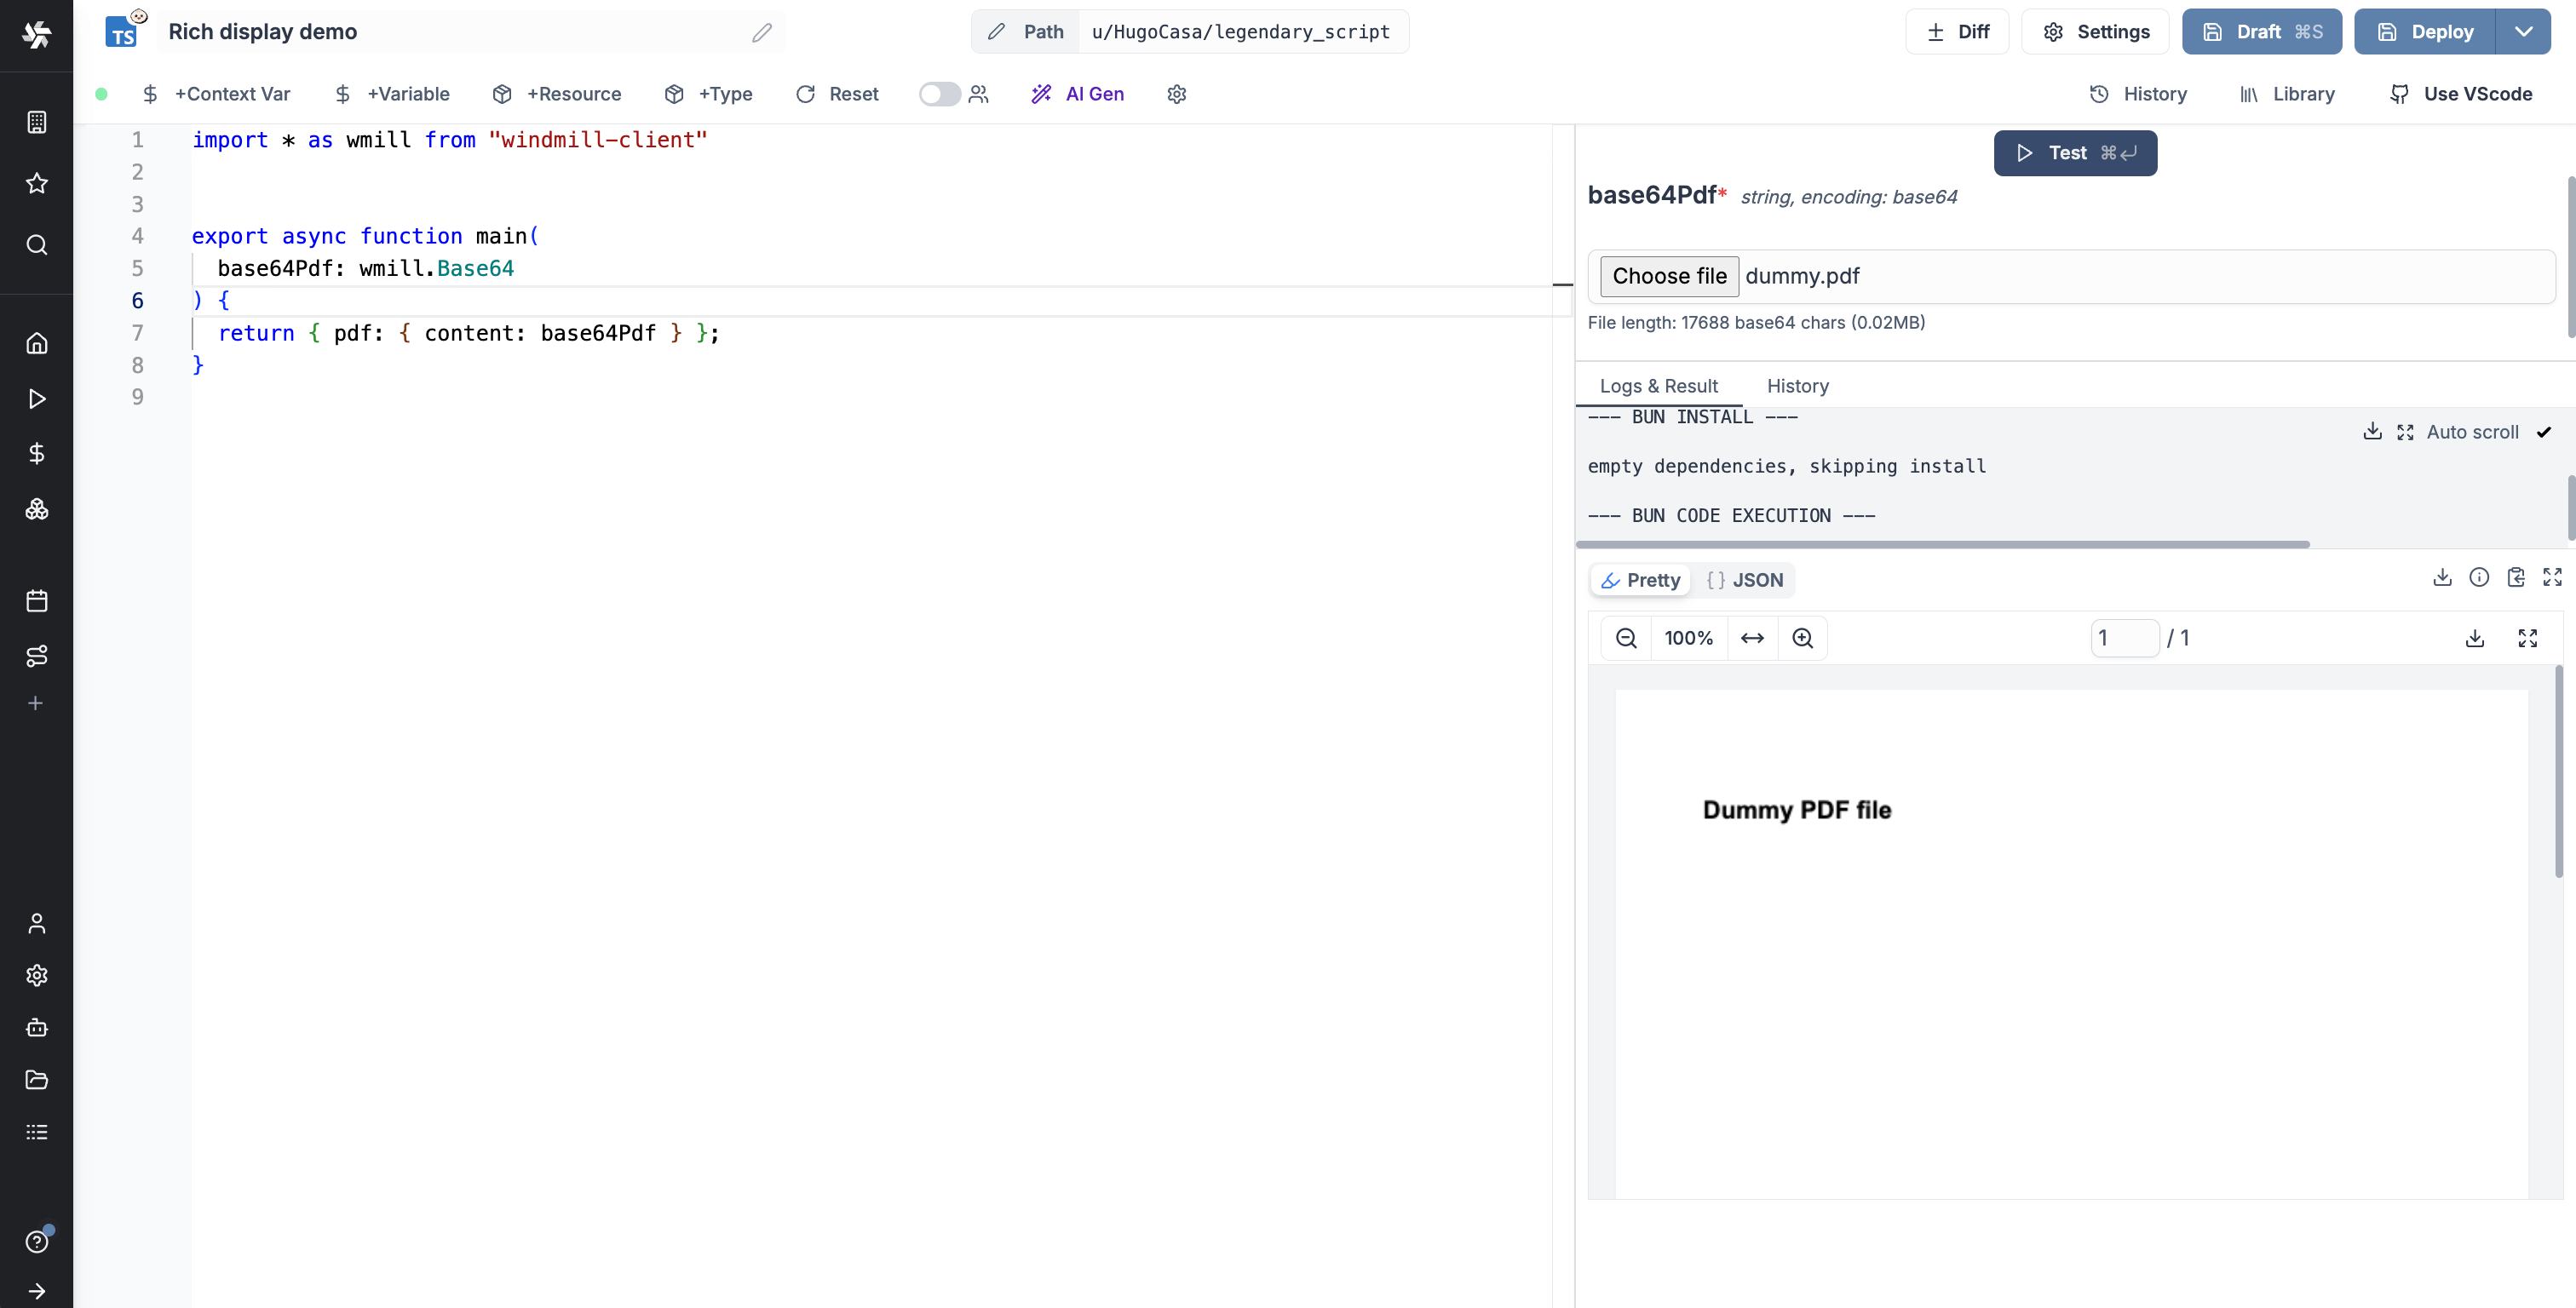 TS
Rich display demo
Path u/HugoCasa/legendary_script
Diff
Settings
Draft ⌘S
Deploy
+Context Var
+Variable
+Resource
+Type
Reset
AI Gen
History
Library
Use VScode
1 import * as wmill from "windmill-client"
2
3
4 export async function main(
5 base64Pdf: wmill.Base64
6 ) {
7 return { pdf: { content: base64Pdf } };
8 }
9
Test ⌘↵
base64Pdf* string, encoding: base64
Choose file dummy.pdf
File length: 17688 base64 chars (0.02MB)
Logs & Result History
--- BUN INSTALL ---
Auto scroll
empty dependencies, skipping install
--- BUN CODE EXECUTION ---
Pretty {} JSON
100%
1 / 1
Dummy PDF file